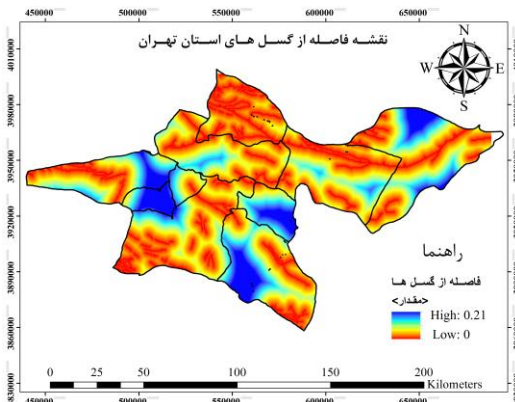 450000 500000 550000 600000 650000
نقشه فاصله از گسل های استان تهران
N
W E
S
4010000 3980000 3950000 3920000 3890000 3860000 3830000
راهنما
فاصله از گسل ها
<مقدار>
High: 0.21
Low: 0
0 25 50 100 150 200
Kilometers
450000 500000 550000 600000 650000